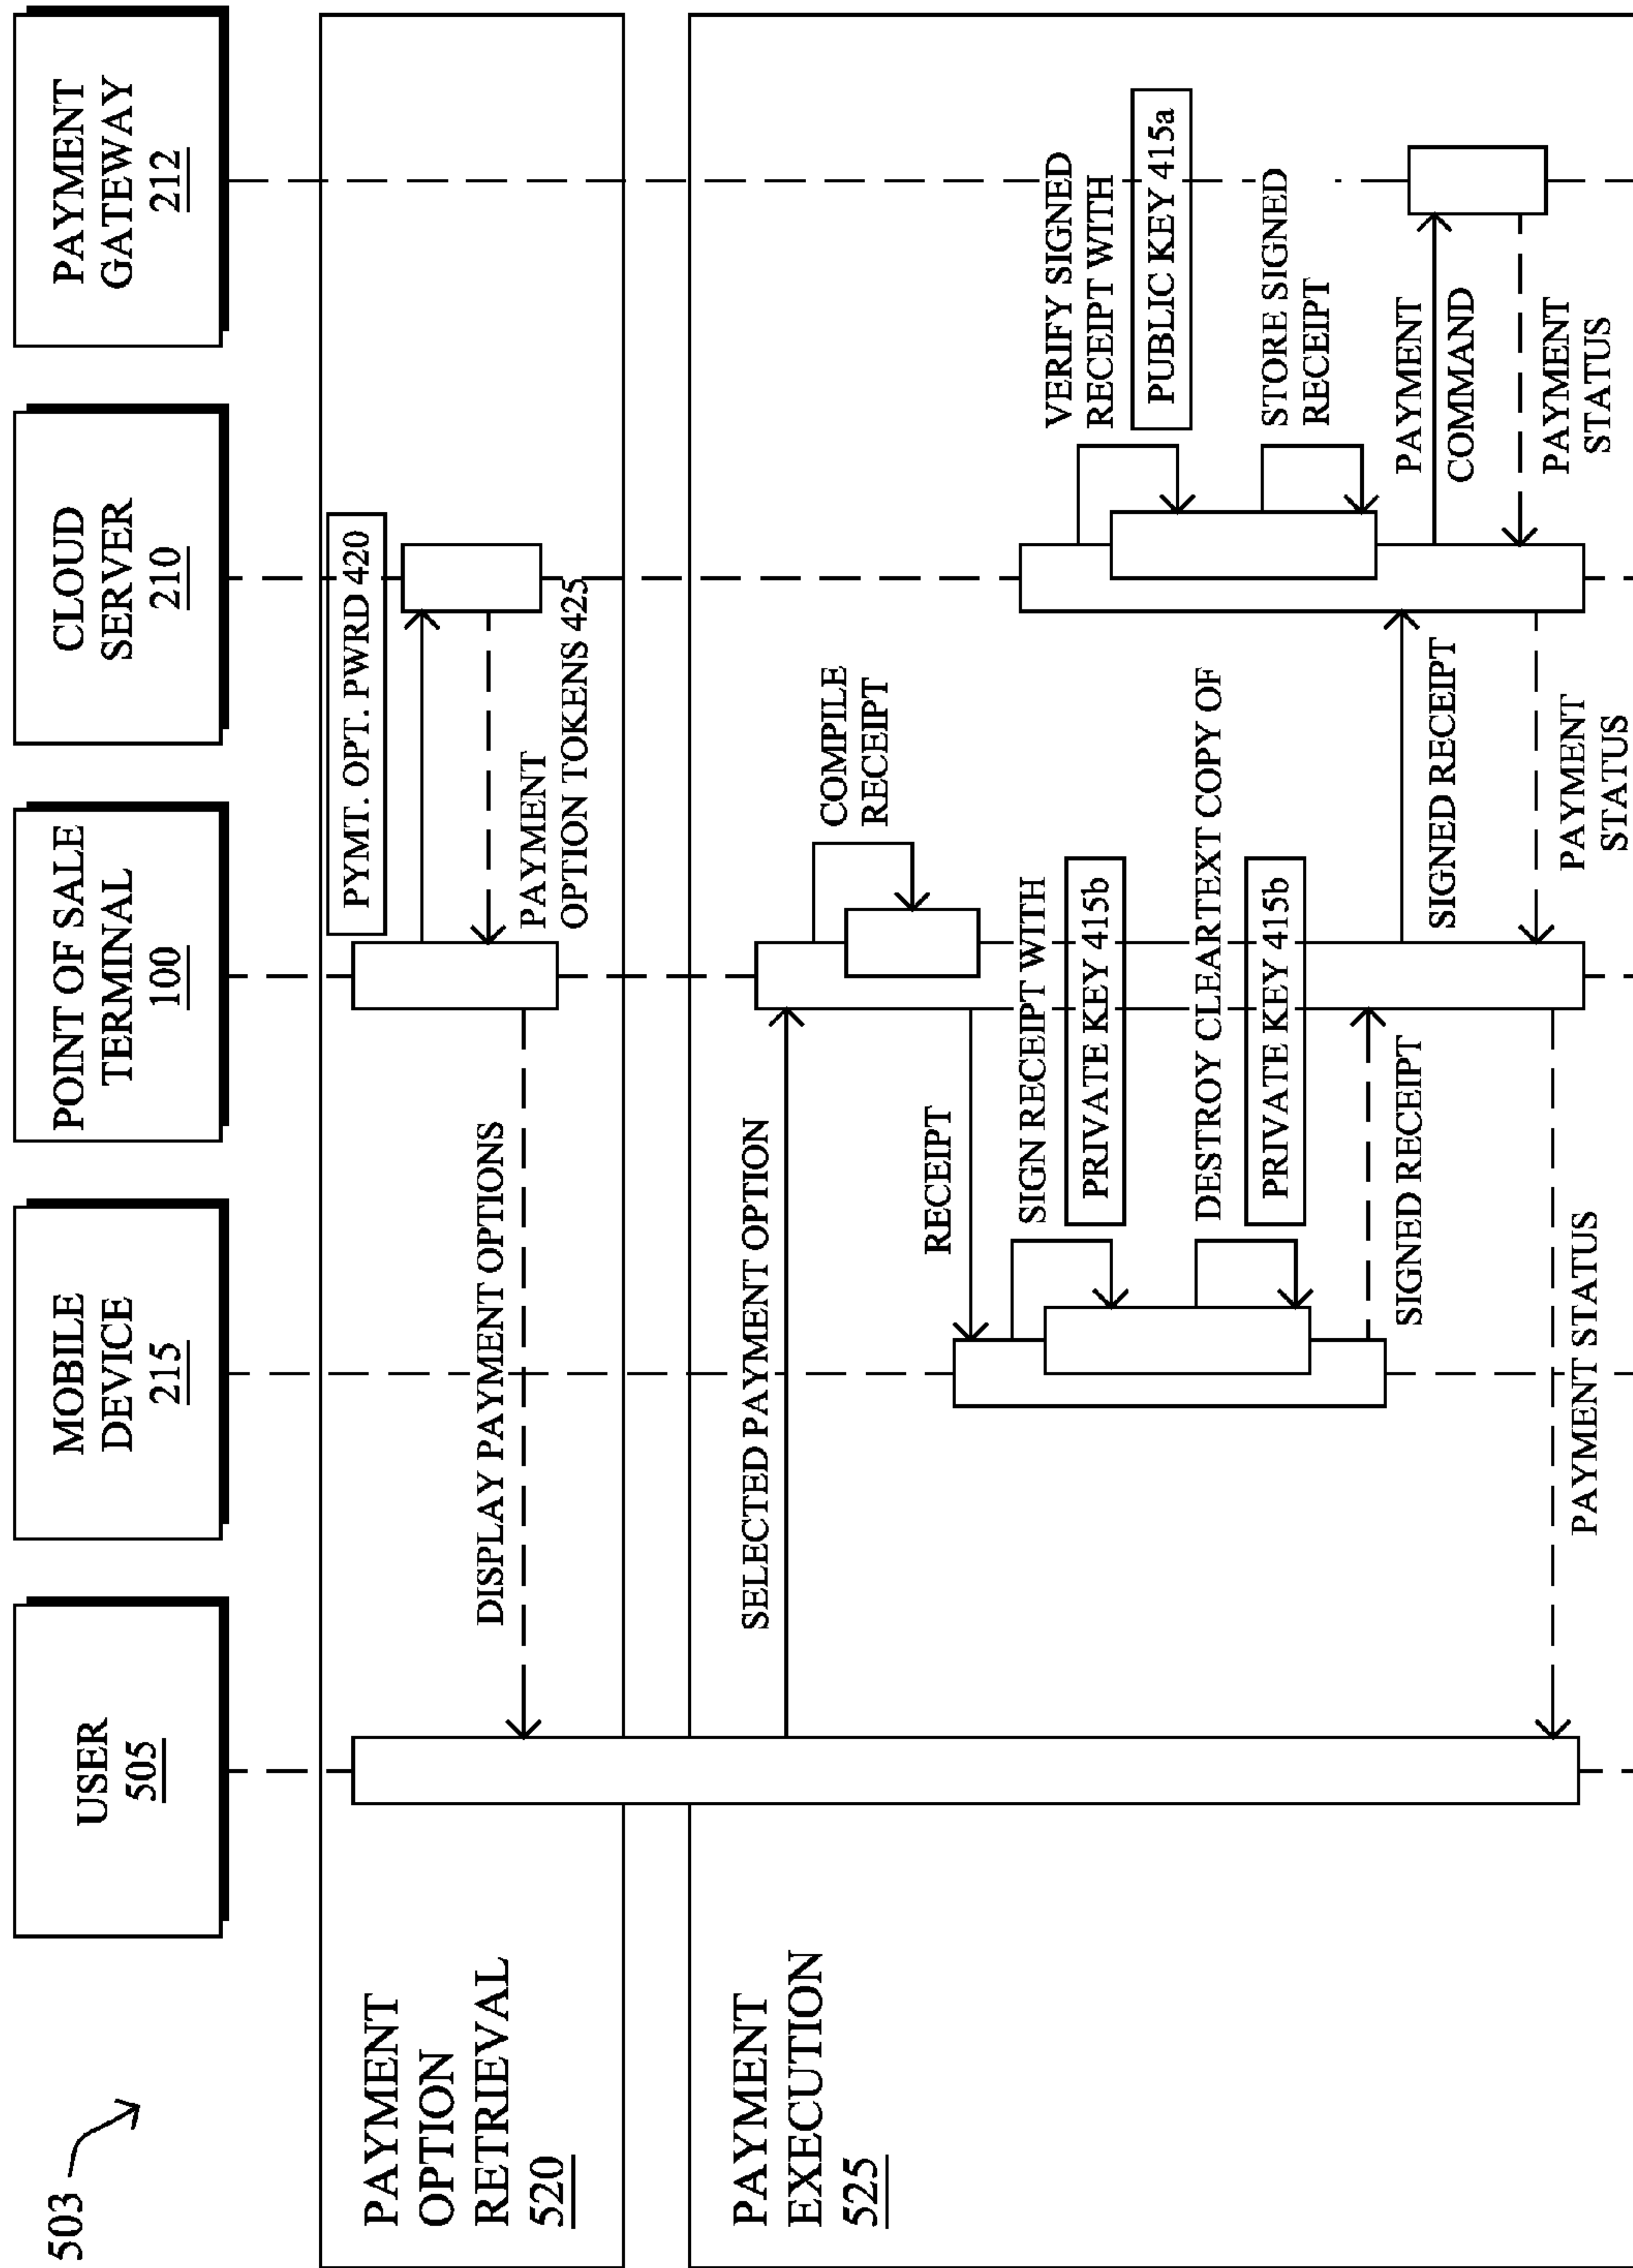 503
USER
505
MOBILE
DEVICE
215
POINT OF SALE
TERMINAL
100
CLOUD
SERVER
210
PAYMENT
GATEWAY
212
PAYMENT
OPTION
RETRIEVAL
520
PYMT. OPT. PWRD 420
PAYMENT
OPTION TOKENS 425
DISPLAY PAYMENT OPTIONS
PAYMENT
EXECUTION
525
SELECTED PAYMENT OPTION
COMPILE
RECEIPT
RECEIPT
SIGN RECEIPT WITH
PRIVATE KEY 415b
DESTROY CLEARTEXT COPY OF
PRIVATE KEY 415b
SIGNED RECEIPT
SIGNED RECEIPT
VERIFY SIGNED
RECEIPT WITH
PUBLIC KEY 415a
STORE SIGNED
RECEIPT
PAYMENT
COMMAND
PAYMENT
STATUS
PAYMENT
STATUS
PAYMENT STATUS